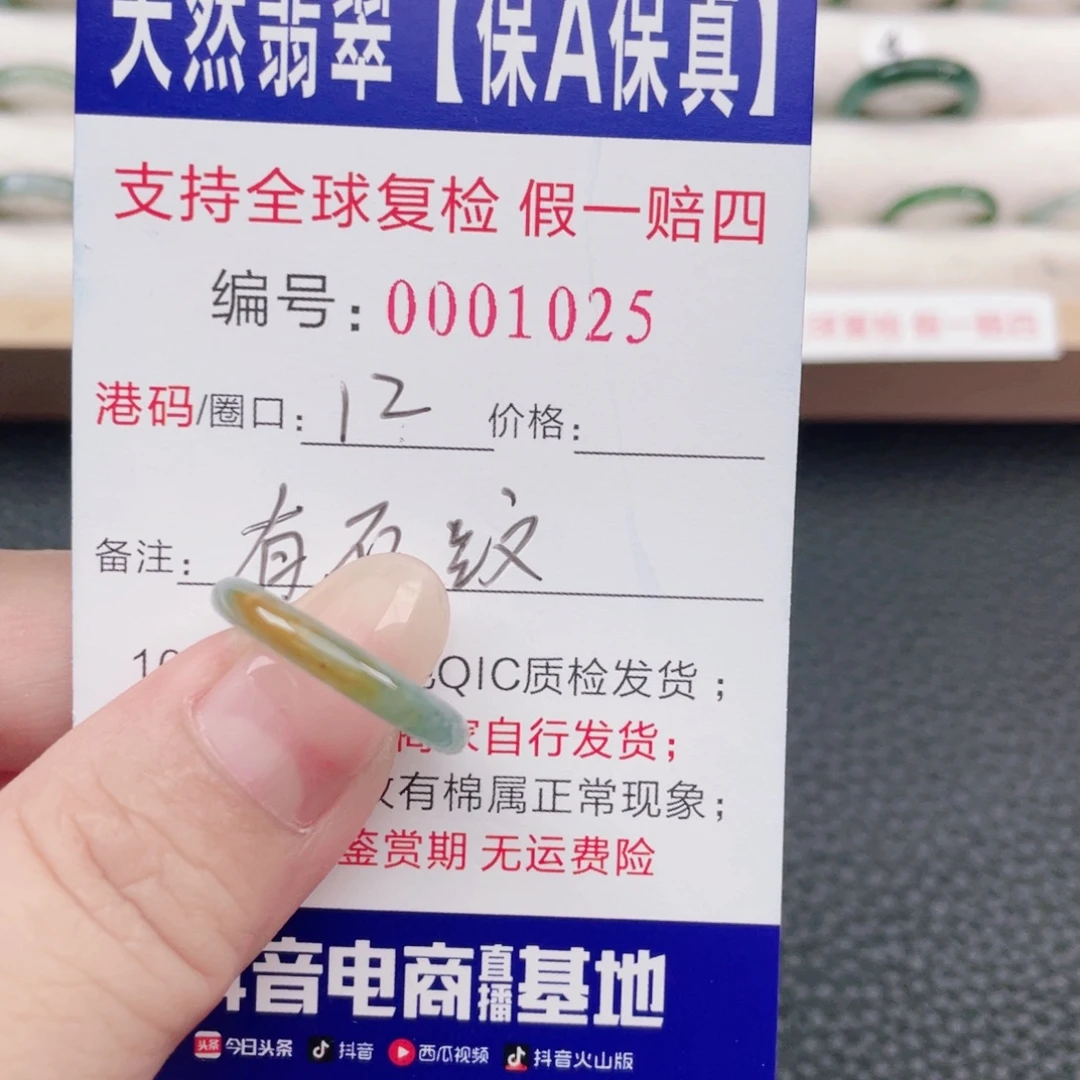 天然翡翠【保A保真】
支持全球复检 假一赔四
编号：0001025
港码/圈口：12 价格：
备注：有石纹
QIC质检发货；
商家自行发货；
纹有棉属正常现象；
鉴赏期 无运费险
抖音电商直播基地
头条 今日头条 抖音 西瓜视频 抖音火山版